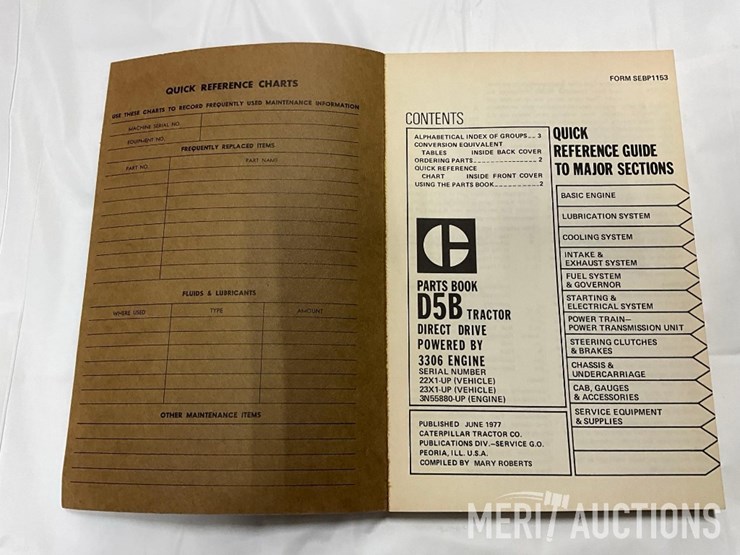 QUICK REFERENCE CHARTS
USE THESE CHARTS TO RECORD FREQUENTLY USED MAINTENANCE INFORMATION
MACHINE SERIAL NO.
EQUIPMENT NO.
FREQUENTLY REPLACED ITEMS
PART NO. PART NAME
FLUIDS & LUBRICANTS
WHERE USED TYPE AMOUNT
OTHER MAINTENANCE ITEMS
FORM SEBP1153
CONTENTS
ALPHABETICAL INDEX OF GROUPS__ 3
CONVERSION EQUIVALENT
TABLES INSIDE BACK COVER
ORDERING PARTS______________ 2
QUICK REFERENCE
CHART INSIDE FRONT COVER
USING THE PARTS BOOK_________2
PARTS BOOK
D5B TRACTOR
DIRECT DRIVE
POWERED BY
3306 ENGINE
SERIAL NUMBER
22X1-UP (VEHICLE)
23X1-UP (VEHICLE)
3N55880-UP (ENGINE)
PUBLISHED JUNE 1977
CATERPILLAR TRACTOR CO.
PUBLICATIONS DIV.-SERVICE G.O.
PEORIA, ILL. U.S.A.
COMPILED BY MARY ROBERTS
QUICK
REFERENCE GUIDE
TO MAJOR SECTIONS
BASIC ENGINE
LUBRICATION SYSTEM
COOLING SYSTEM
INTAKE &
EXHAUST SYSTEM
FUEL SYSTEM
& GOVERNOR
STARTING &
ELECTRICAL SYSTEM
POWER TRAIN—
POWER TRANSMISSION UNIT
STEERING CLUTCHES
& BRAKES
CHASSIS &
UNDERCARRIAGE
CAB, GAUGES
& ACCESSORIES
SERVICE EQUIPMENT
& SUPPLIES
MERIT AUCTIONS